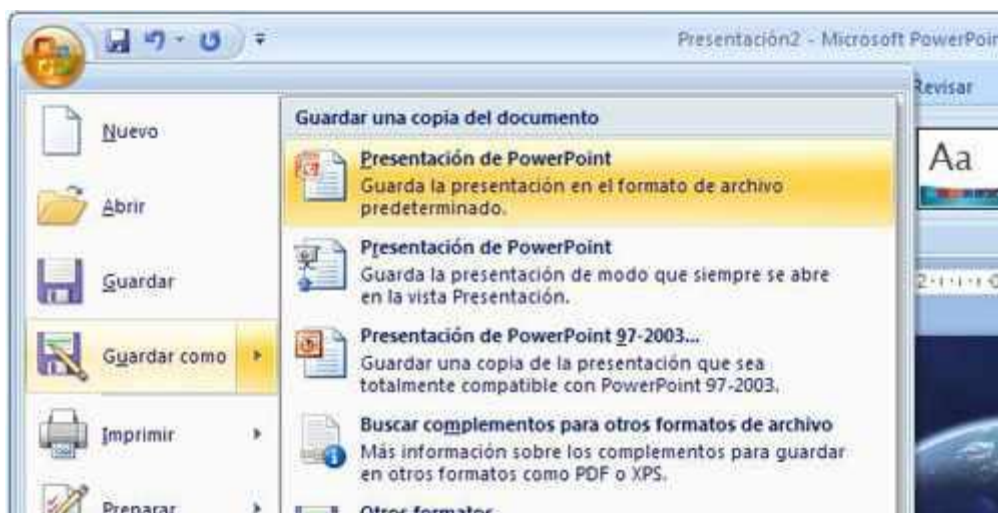 Presentación2 - Microsoft PowerPoin
Revisar
Nuevo
Abrir
Guardar
Guardar como
Imprimir
Preparar
Guardar una copia del documento
Presentación de PowerPoint
Guarda la presentación en el formato de archivo
predeterminado.
Presentación de PowerPoint
Guarda la presentación de modo que siempre se abre
en la vista Presentación.
Presentación de PowerPoint 97-2003...
Guardar una copia de la presentación que sea
totalmente compatible con PowerPoint 97-2003.
Buscar complementos para otros formatos de archivo
Más información sobre los complementos para guardar
en otros formatos como PDF o XPS.
Otros formatos
Aa
2